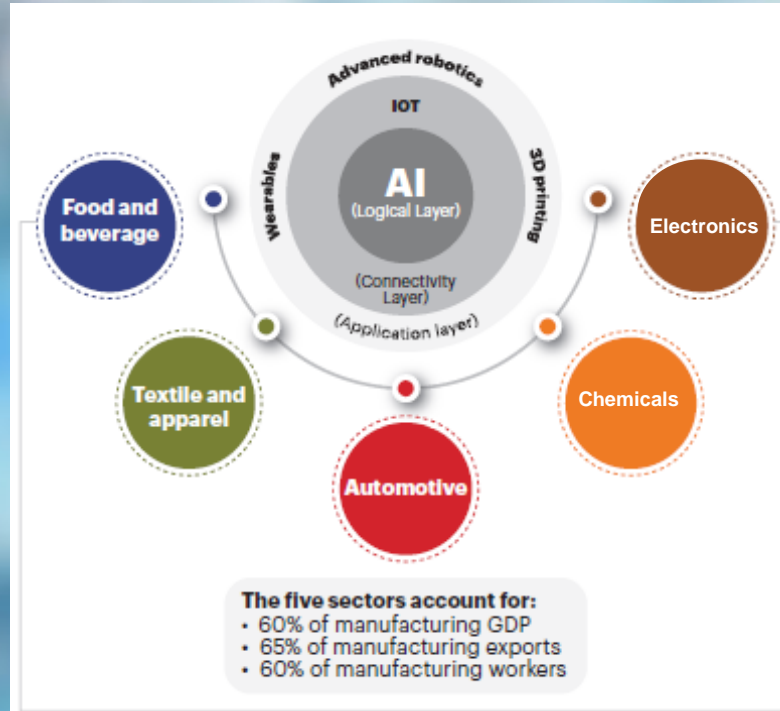 Advanced robotics
IOT
Wearables
3D printing
AI
(Logical Layer)
(Connectivity
Layer)
(Application layer)
Food and
beverage
Electronics
Textile and
apparel
Chemicals
Automotive
The five sectors account for:
• 60% of manufacturing GDP
• 65% of manufacturing exports
• 60% of manufacturing workers